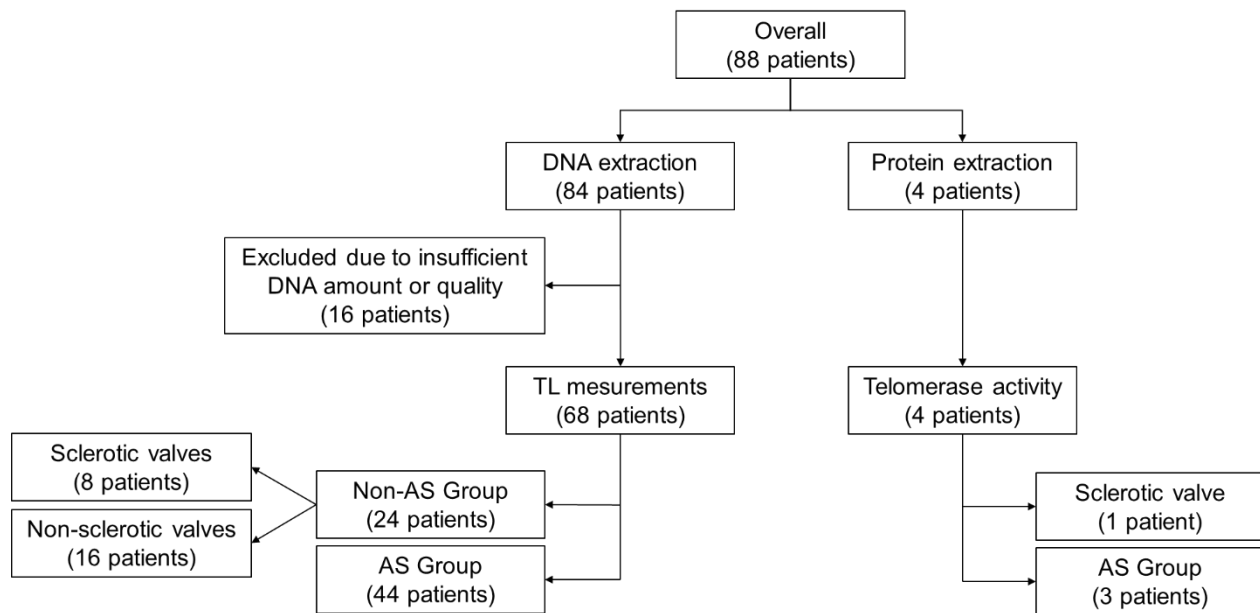 Overall
(88 patients)
DNA extraction
(84 patients)
Protein extraction
(4 patients)
Excluded due to insufficient
DNA amount or quality
(16 patients)
TL mesurements
(68 patients)
Telomerase activity
(4 patients)
Sclerotic valves
(8 patients)
Non-sclerotic valves
(16 patients)
Non-AS Group
(24 patients)
AS Group
(44 patients)
Sclerotic valve
(1 patient)
AS Group
(3 patients)